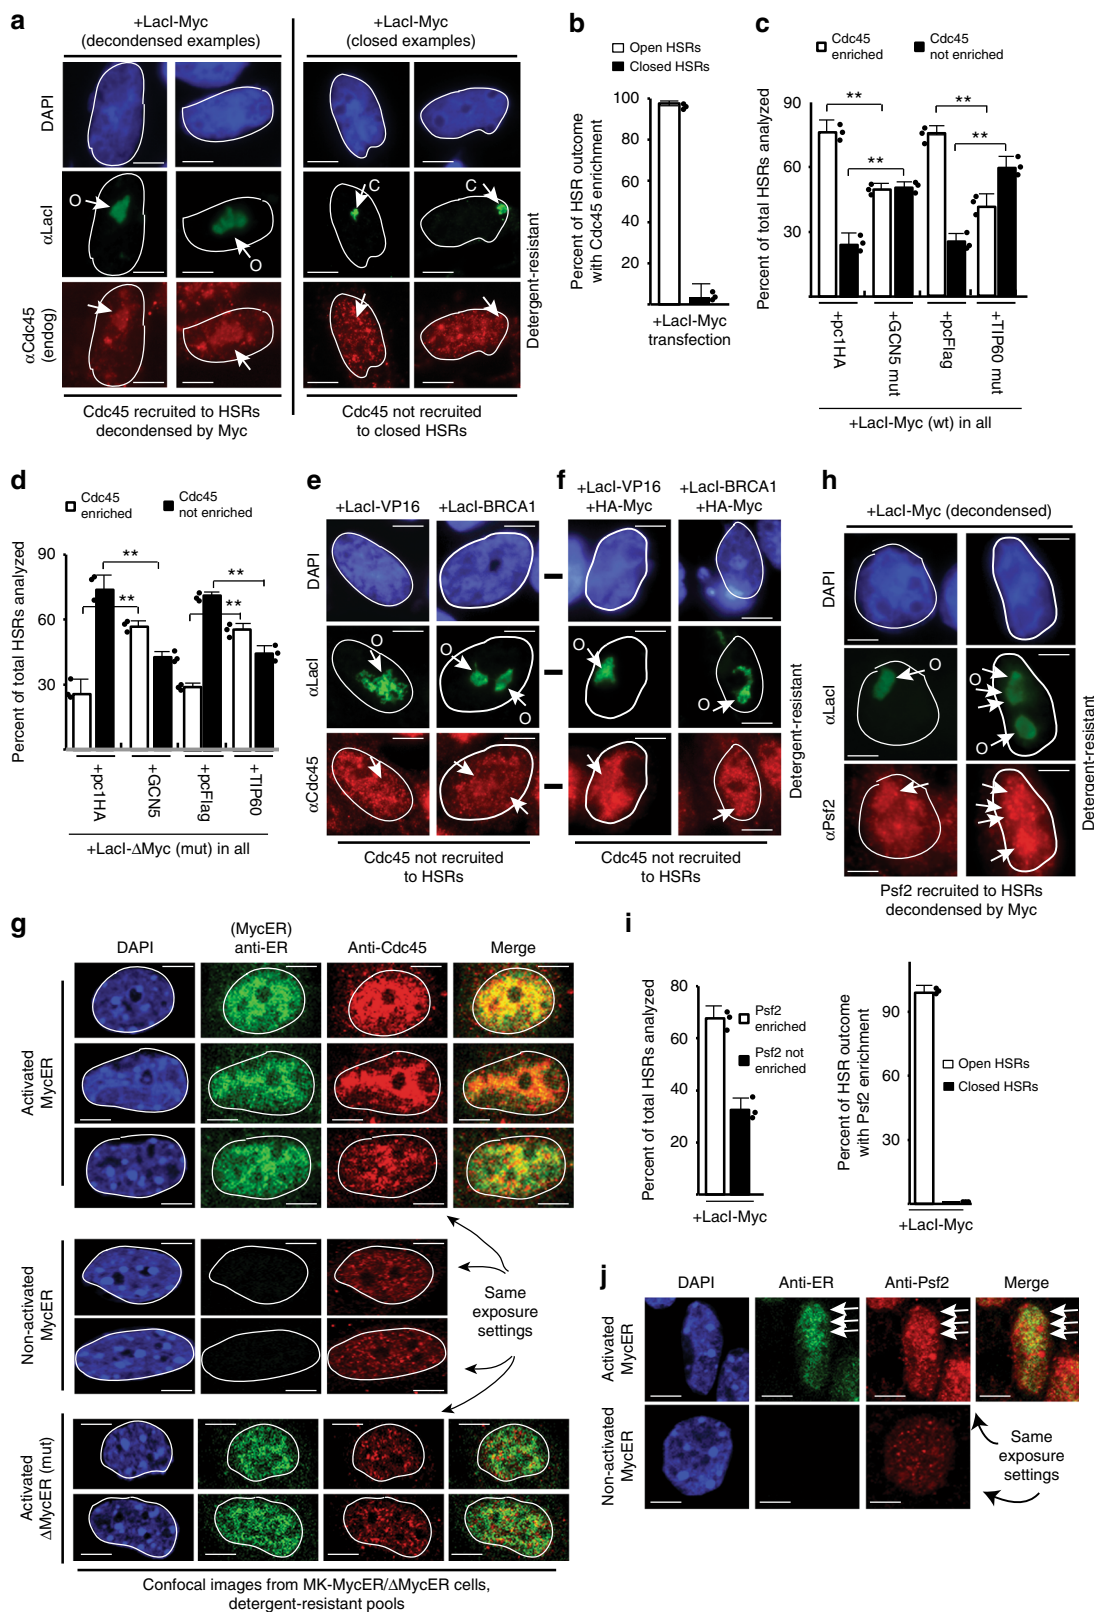 a
+LacI-Myc
(decondensed examples)
+LacI-Myc
(closed examples)
DAPI
αLacI
αCdc45
(endog)
O
O
C
C
Detergent-resistant
Cdc45 recruited to HSRs
decondensed by Myc
Cdc45 not recruited
to closed HSRs
b
Open HSRs
Closed HSRs
Percent of HSR outcome
with Cdc45 enrichment
100
80
60
40
20
+LacI-Myc
transfection
c
Cdc45
enriched
Cdc45
not enriched
Percent of total HSRs analyzed
90
60
30
**
**
**
**
+pc1HA
+GCN5 mut
+pcFlag
+TIP60 mut
+LacI-Myc (wt) in all
d
Cdc45
enriched
Cdc45
not enriched
Percent of total HSRs analyzed
90
60
30
**
**
**
**
+pc1HA
+GCN5
+pcFlag
+TIP60
+LacI-ΔMyc (mut) in all
e
+LacI-VP16
+LacI-BRCA1
DAPI
αLacI
αCdc45
O
O
O
Cdc45 not recruited
to HSRs
f
+LacI-VP16
+HA-Myc
+LacI-BRCA1
+HA-Myc
O
O
Detergent-resistant
Cdc45 not recruited
to HSRs
h
+LacI-Myc (decondensed)
DAPI
αLacI
αPsf2
O
O
O
Detergent-resistant
Psf2 recruited to HSRs
decondensed by Myc
g
DAPI
(MycER)
anti-ER
Anti-Cdc45
Merge
Activated
MycER
Non-activated
MycER
Activated
ΔMycER (mut)
Same
exposure
settings
Confocal images from MK-MycER/ΔMycER cells,
detergent-resistant pools
i
Percent of total HSRs analyzed
80
60
40
20
Psf2
enriched
Psf2 not
enriched
+LacI-Myc
Percent of HSR outcome
with Psf2 enrichment
90
60
30
Open HSRs
Closed HSRs
+LacI-Myc
j
DAPI
Anti-ER
Anti-Psf2
Merge
Activated
MycER
Non-activated
MycER
Same
exposure
settings